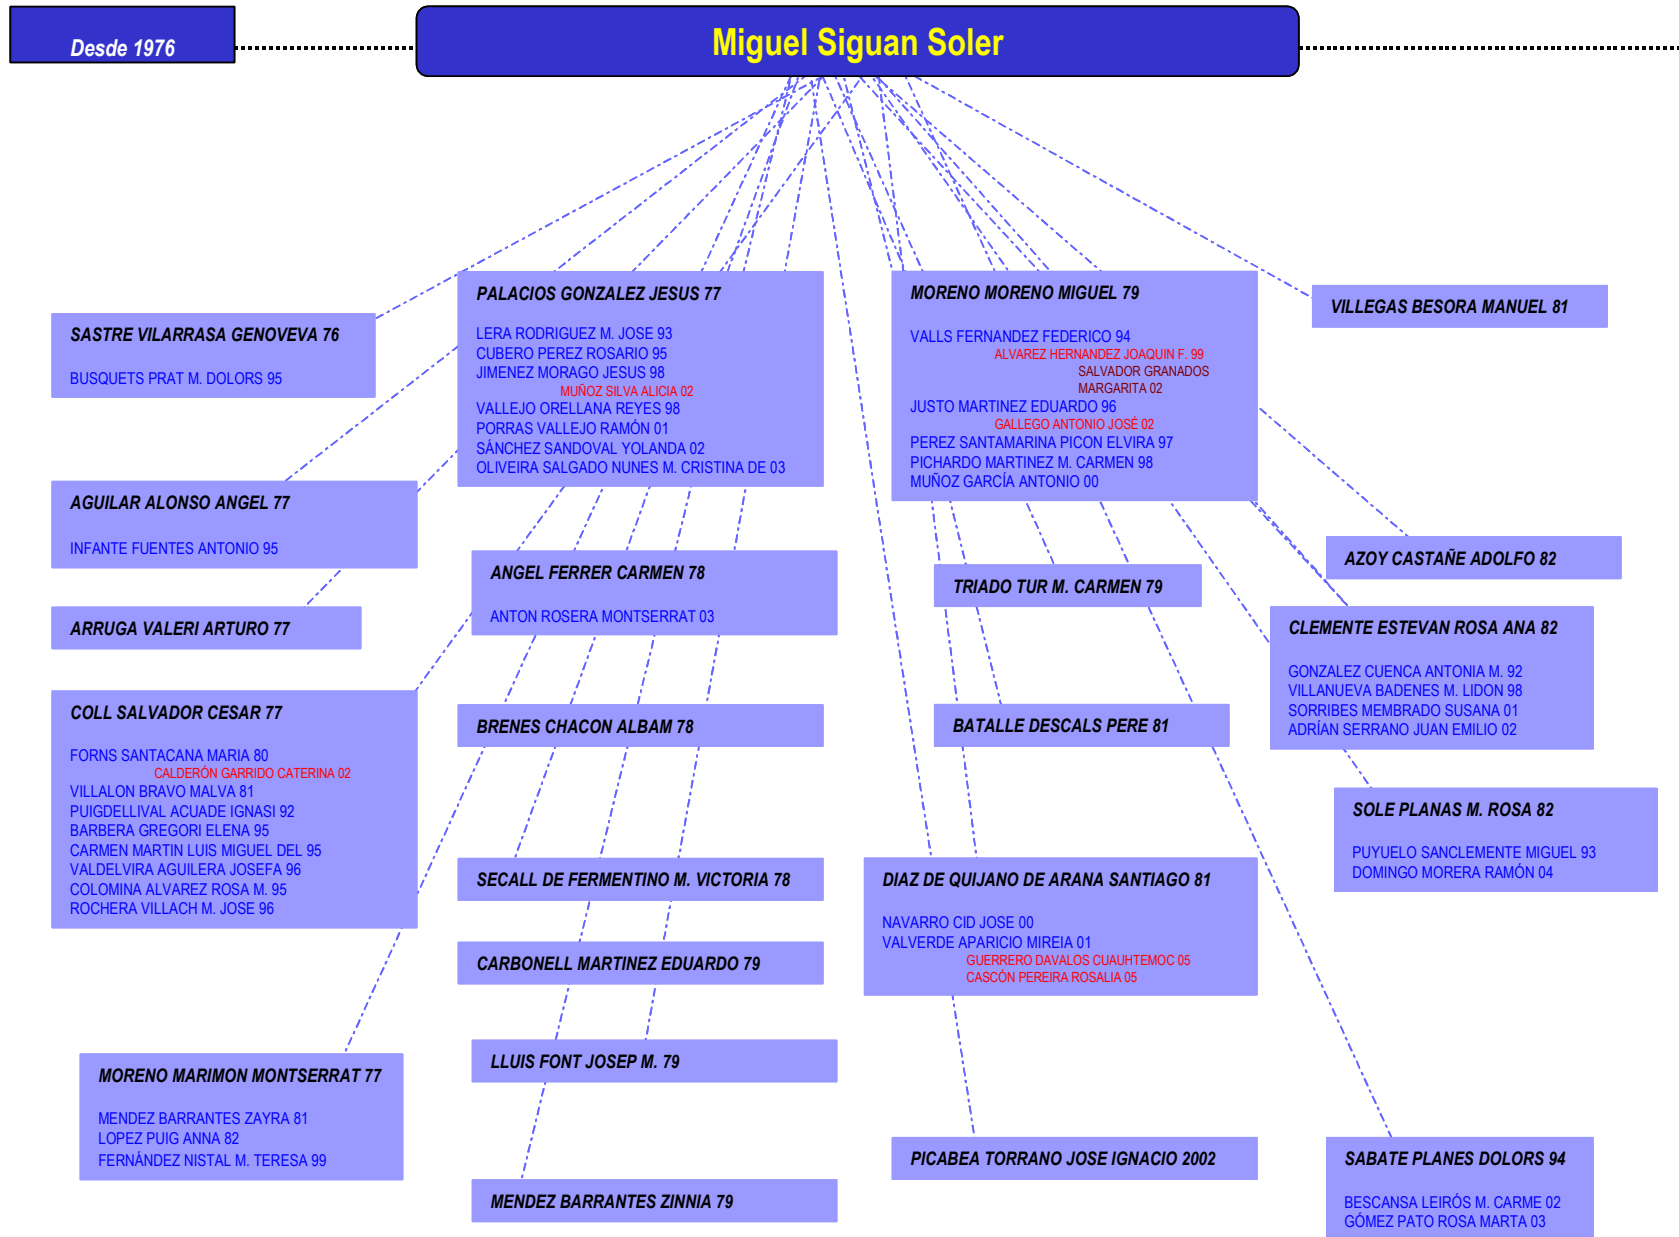 Desde 1976
Miguel Siguan Soler
SASTRE VILARRASA GENOVEVA 76
BUSQUETS PRAT M. DOLORS 95
AGUILAR ALONSO ANGEL 77
INFANTE FUENTES ANTONIO 95
ARRUGA VALERI ARTURO 77
COLL SALVADOR CESAR 77
FORNS SANTACANA MARIA 80
CALDERÓN GARRIDO CATERINA 02
VILLALON BRAVO MALVA 81
PUIGDELLIVAL ACUADE IGNASI 92
BARBERA GREGORI ELENA 95
CARMEN MARTIN LUIS MIGUEL DEL 95
VALDELVIRA AGUILERA JOSEFA 96
COLOMINA ALVAREZ ROSA M. 95
ROCHERA VILLACH M. JOSE 96
MORENO MARIMON MONTSERRAT 77
MENDEZ BARRANTES ZAYRA 81
LOPEZ PUIG ANNA 82
FERNÁNDEZ NISTAL M. TERESA 99
PALACIOS GONZALEZ JESUS 77
LERA RODRIGUEZ M. JOSE 93
CUBERO PEREZ ROSARIO 95
JIMENEZ MORAGO JESUS 98
MUÑOZ SILVA ALICIA 02
VALLEJO ORELLANA REYES 98
PORRAS VALLEJO RAMÓN 01
SÁNCHEZ SANDOVAL YOLANDA 02
OLIVEIRA SALGADO NUNES M. CRISTINA DE 03
ANGEL FERRER CARMEN 78
ANTON ROSERA MONTSERRAT 03
BRENES CHACON ALBAM 78
SECALL DE FERMENTINO M. VICTORIA 78
CARBONELL MARTINEZ EDUARDO 79
LLUIS FONT JOSEP M. 79
MENDEZ BARRANTES ZINNIA 79
MORENO MORENO MIGUEL 79
VALLS FERNANDEZ FEDERICO 94
ALVAREZ HERNANDEZ JOAQUIN F. 99
SALVADOR GRANADOS
MARGARITA 02
JUSTO MARTINEZ EDUARDO 96
GALLEGO ANTONIO JOSÉ 02
PEREZ SANTAMARINA PICON ELVIRA 97
PICHARDO MARTINEZ M. CARMEN 98
MUÑOZ GARCÍA ANTONIO 00
TRIADO TUR M. CARMEN 79
BATALLE DESCALS PERE 81
DIAZ DE QUIJANO DE ARANA SANTIAGO 81
NAVARRO CID JOSE 00
VALVERDE APARICIO MIREIA 01
GUERRERO DAVALOS CUAUHTEMOC 05
CASCÓN PEREIRA ROSALIA 05
PICABEA TORRANO JOSE IGNACIO 2002
VILLEGAS BESORA MANUEL 81
AZOY CASTAÑE ADOLFO 82
CLEMENTE ESTEVAN ROSA ANA 82
GONZALEZ CUENCA ANTONIA M. 92
VILLANUEVA BADENES M. LIDON 98
SORRIBES MEMBRADO SUSANA 01
ADRÍAN SERRANO JUAN EMILIO 02
SOLE PLANAS M. ROSA 82
PUYUELO SANCLEMENTE MIGUEL 93
DOMINGO MORERA RAMÓN 04
SABATE PLANES DOLORS 94
BESCANSA LEIRÓS M. CARME 02
GÓMEZ PATO ROSA MARTA 03